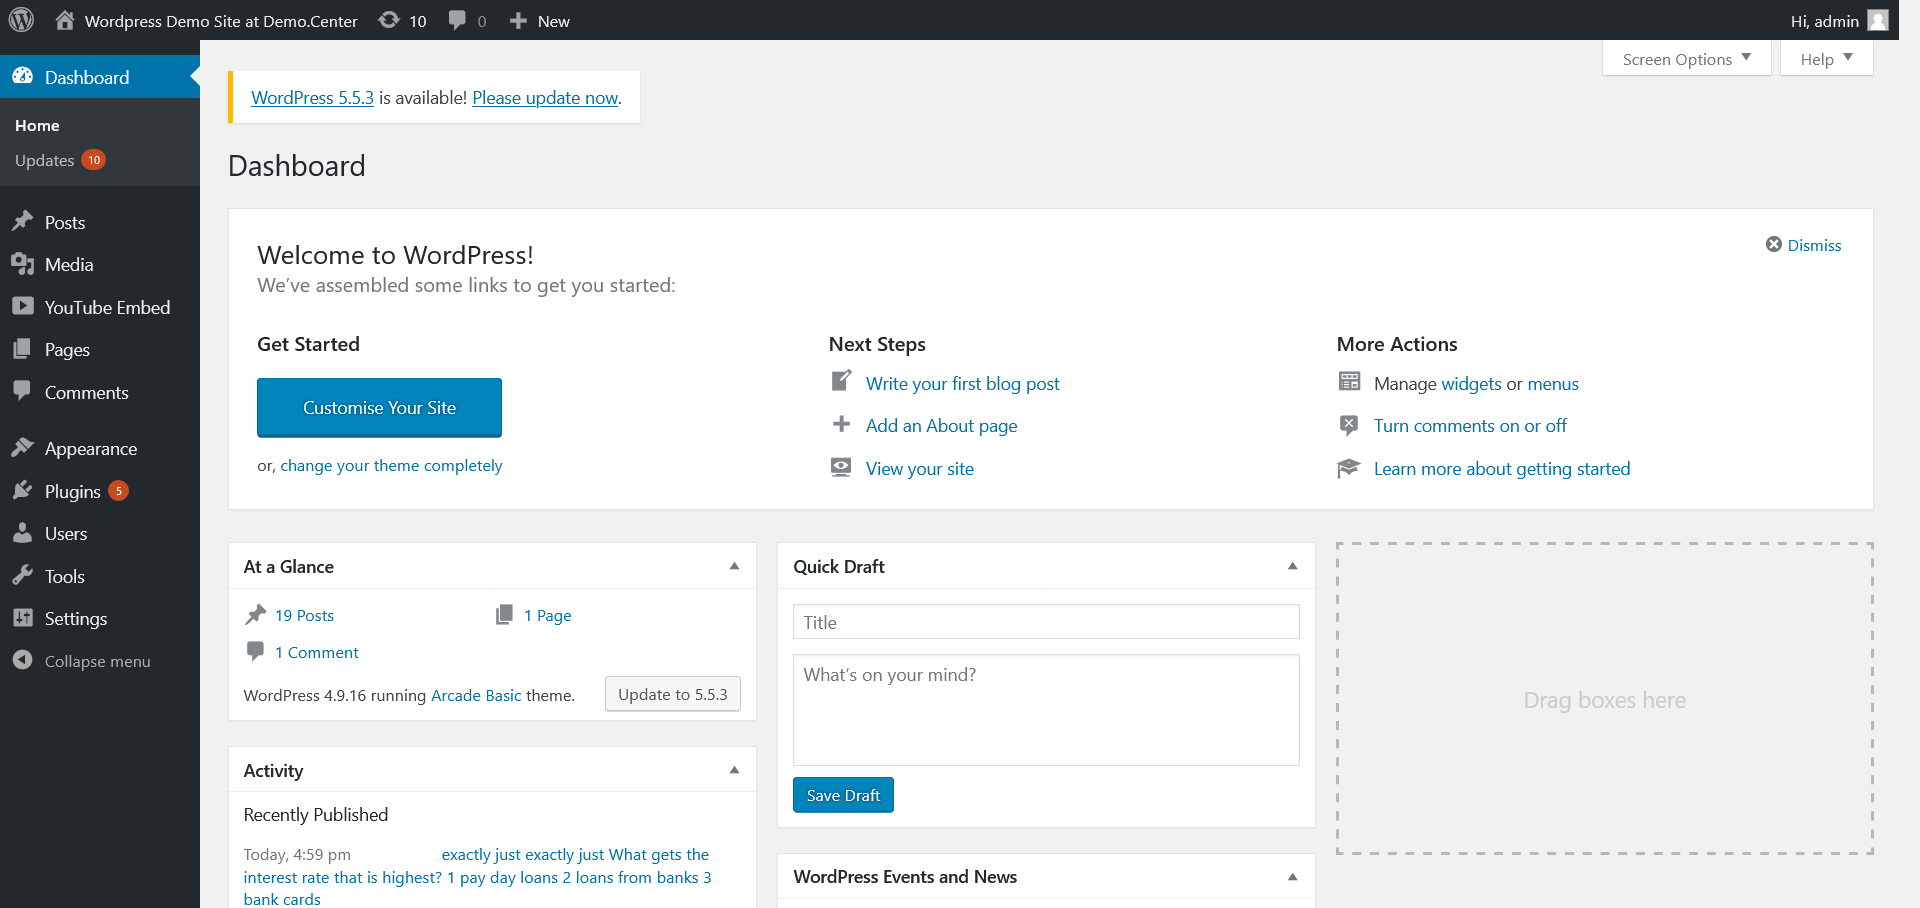 Wordpress Demo Site at Demo.Center 10 0 New Hi, admin
Screen Options Help
Dashboard
Home
Updates 10
Posts
Media
YouTube Embed
Pages
Comments
Appearance
Plugins 5
Users
Tools
Settings
Collapse menu
WordPress 5.5.3 is available! Please update now.
Dashboard
Welcome to WordPress!
We've assembled some links to get you started:
Dismiss
Get Started
Customise Your Site
or, change your theme completely
Next Steps
Write your first blog post
Add an About page
View your site
More Actions
Manage widgets or menus
Turn comments on or off
Learn more about getting started
At a Glance
19 Posts 1 Page
1 Comment
WordPress 4.9.16 running Arcade Basic theme. Update to 5.5.3
Activity
Recently Published
Today, 4:59 pm exactly just exactly just What gets the
interest rate that is highest? 1 pay day loans 2 loans from banks 3
bank cards
Quick Draft
Title
What's on your mind?
Save Draft
WordPress Events and News
Drag boxes here